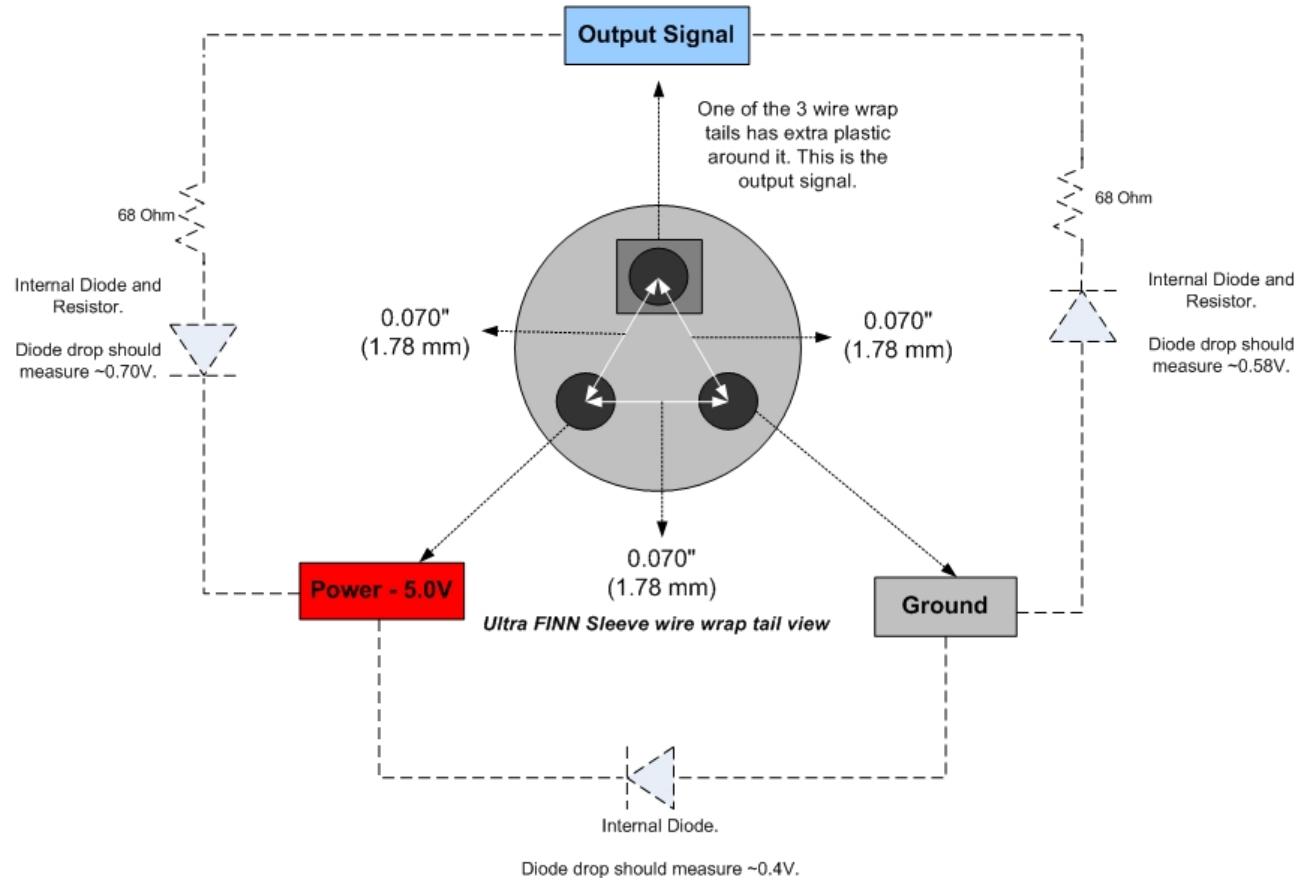 Output Signal
One of the 3 wire wrap
tails has extra plastic
around it. This is the
output signal.
68 Ohm
68 Ohm
Internal Diode and
Resistor.
Diode drop should
measure ~0.70V.
0.070"
(1.78 mm)
0.070"
(1.78 mm)
Internal Diode and
Resistor.
Diode drop should
measure ~0.58V.
0.070"
(1.78 mm)
Power - 5.0V
Ground
Ultra FINN Sleeve wire wrap tail view
Internal Diode.
Diode drop should measure ~0.4V.